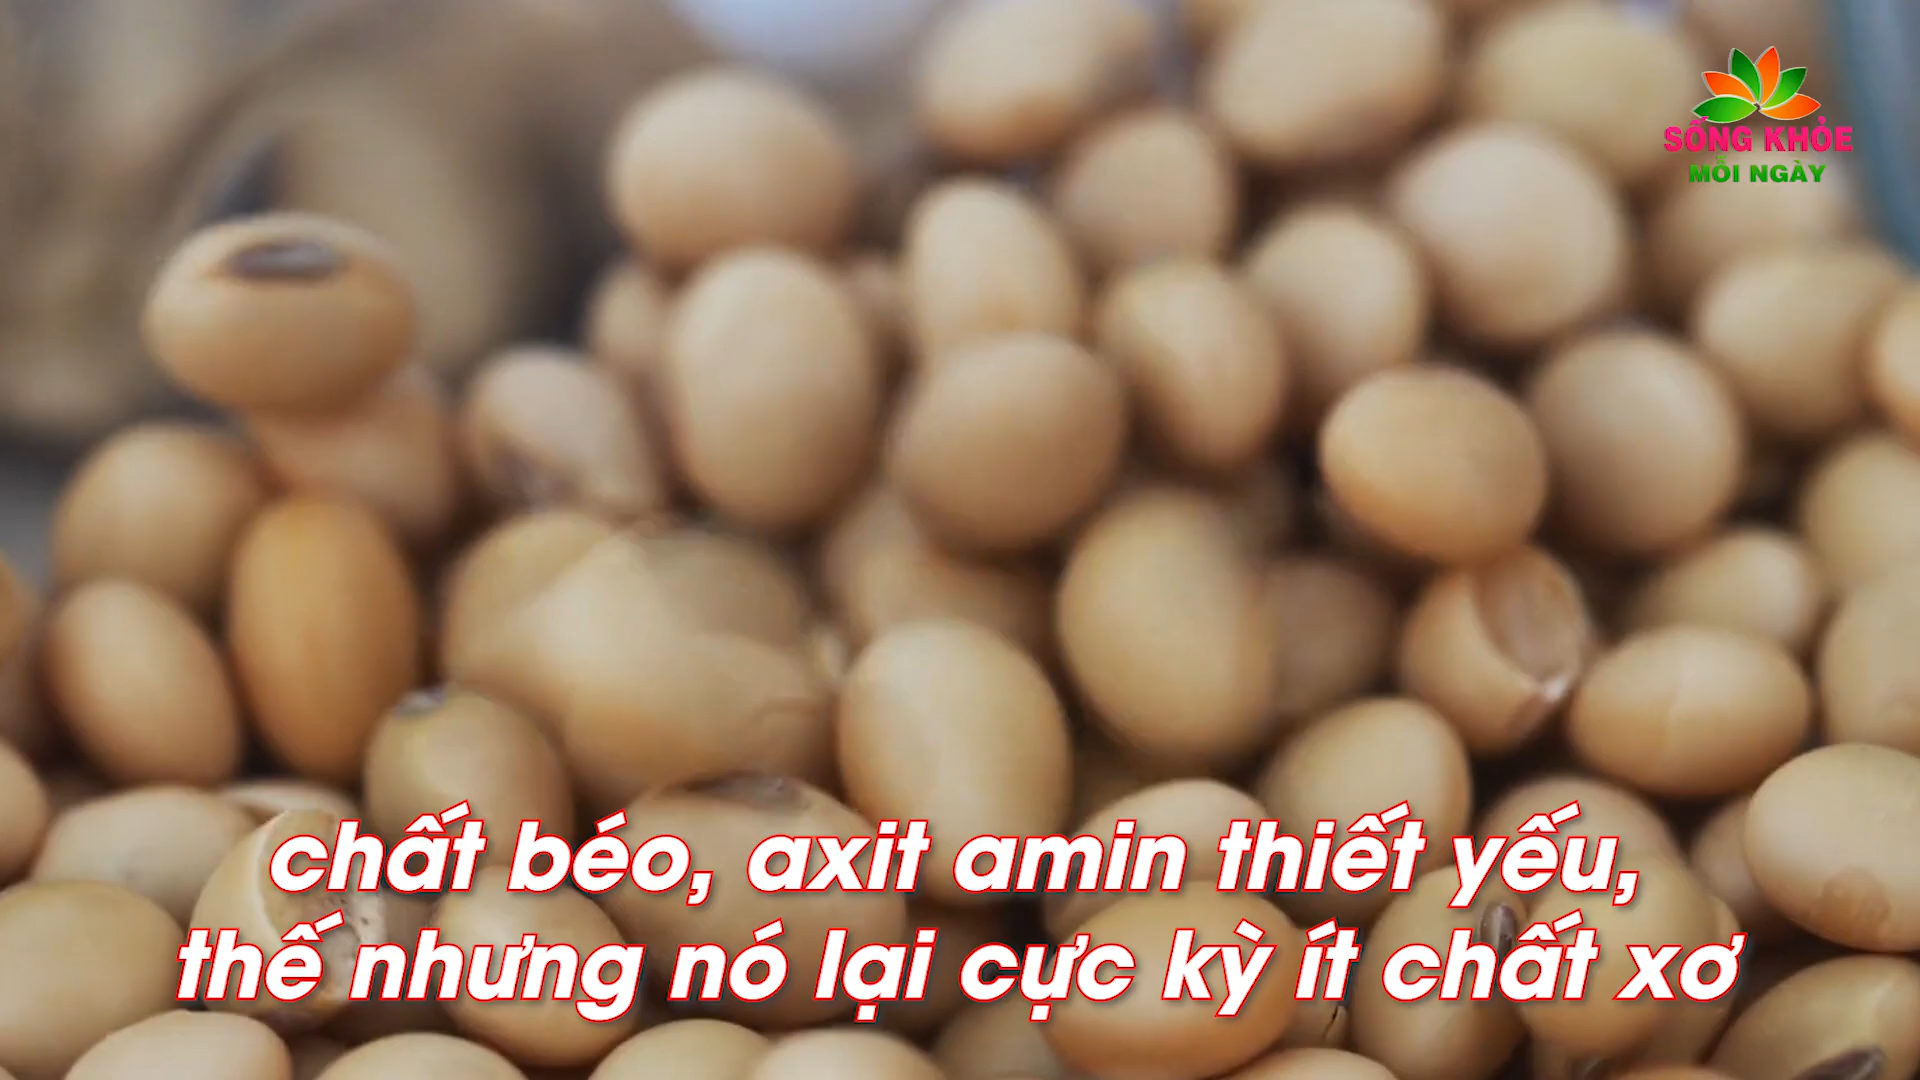 SỐNG KHỎE
MỖI NGÀY
chất béo, axit amin thiết yếu,
thế nhưng nó lại cực kỳ ít chất xơ